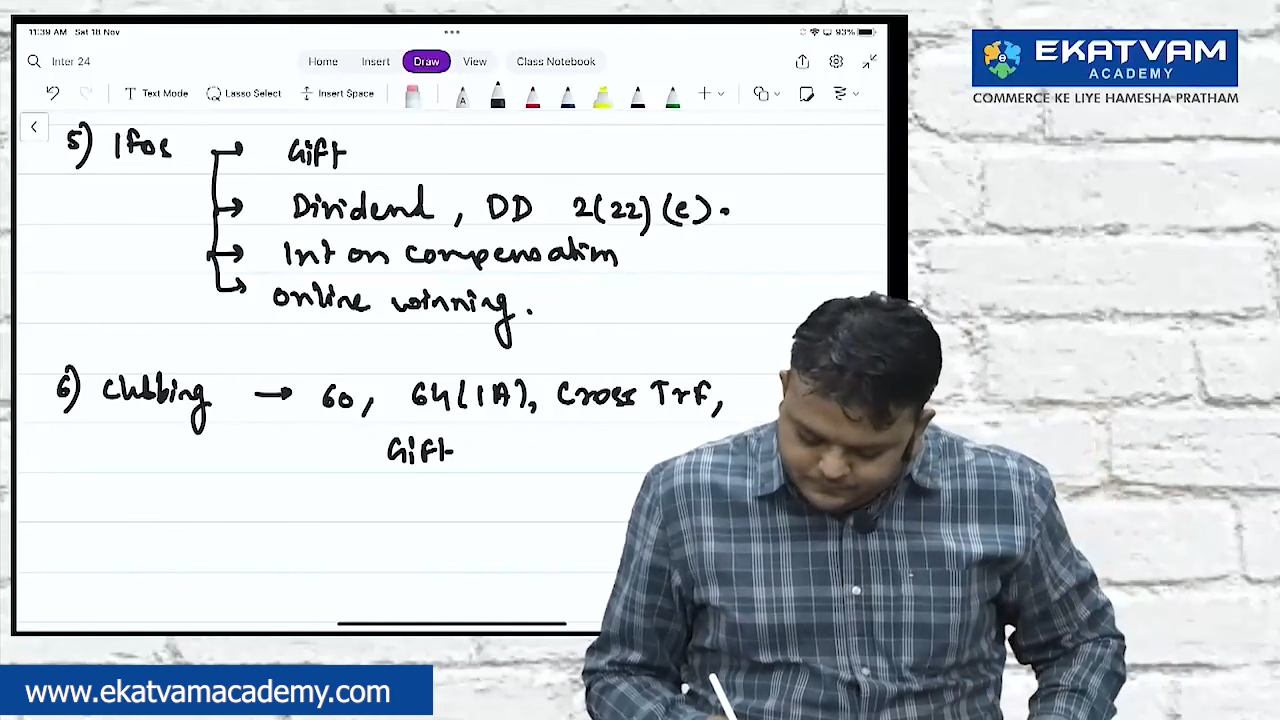 11:39 AM Sat 18 Nov
93%
Inter 24
Home Insert Draw View Class Notebook
Text Mode Lasso Select Insert Space
5) Ifos → Gift
→ Dividend, DD 2(22)(e).
→ Int on compensation
→ Online winning.
6) Clubbing → 60, 64(1A), Cross Trf,
Gift
EKATVAM
ACADEMY
COMMERCE KE LIYE HAMESHA PRATHAM
www.ekatvamacademy.com